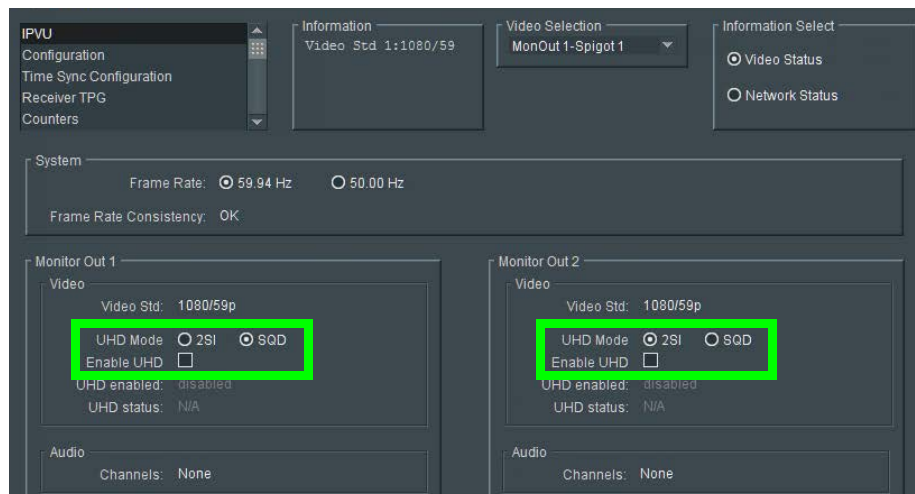 IPVU
Configuration
Time Sync Configuration
Receiver TPG
Counters
Information
Video Std 1:1080/59
Video Selection
MonOut 1-Spigot 1
Information Select
Video Status
Network Status
System
Frame Rate: 59.94 Hz 50.00 Hz
Frame Rate Consistency: OK
Monitor Out 1
Video
Video Std: 1080/59p
UHD Mode 2SI SQD
Enable UHD
UHD enabled: disabled
UHD status: N/A
Audio
Channels: None
Monitor Out 2
Video
Video Std: 1080/59p
UHD Mode 2SI SQD
Enable UHD
UHD enabled: disabled
UHD status: N/A
Audio
Channels: None